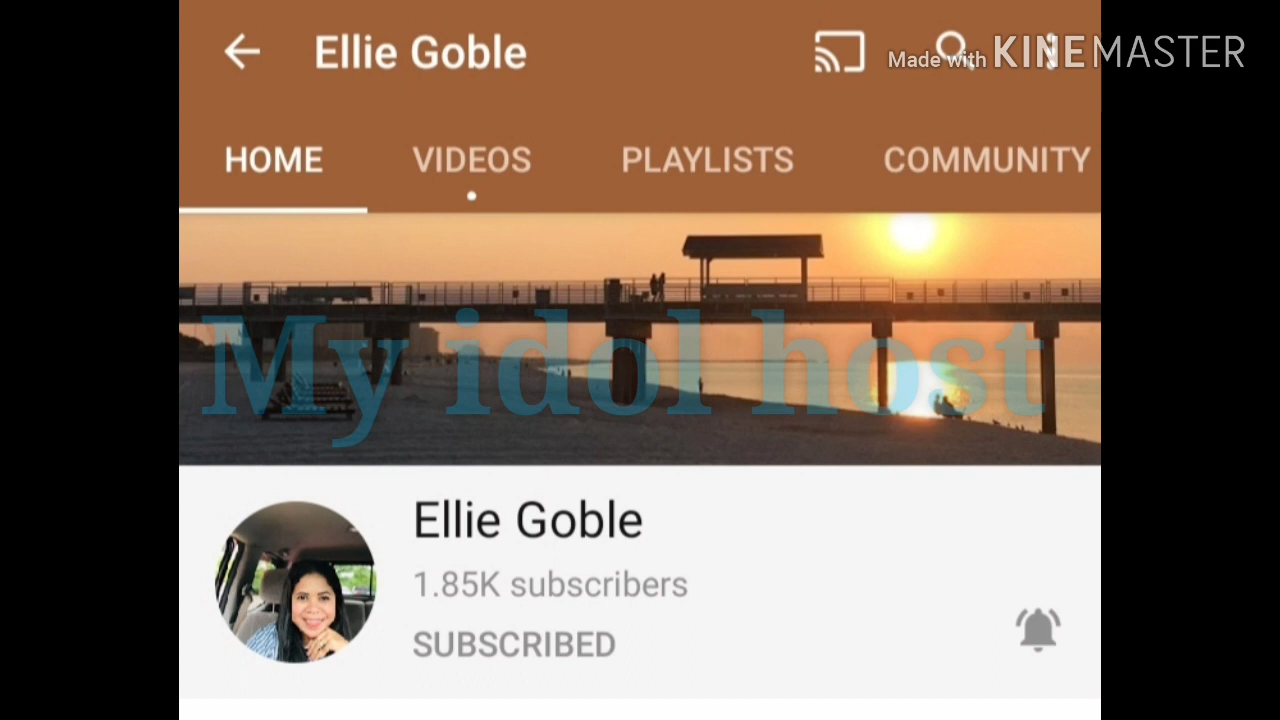 Ellie Goble
Made with KINEMASTER
HOME VIDEOS PLAYLISTS COMMUNITY
My idol host
Ellie Goble
1.85K subscribers
SUBSCRIBED